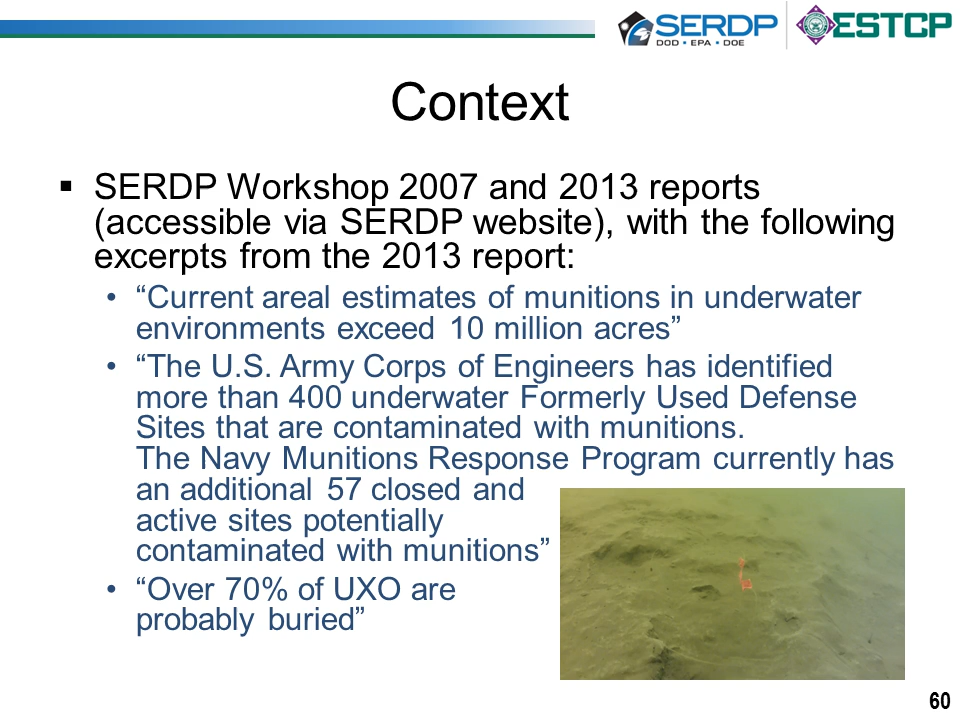 SERDP
DOD • EPA • DOE
ESTCP
Context
▪ SERDP Workshop 2007 and 2013 reports
(accessible via SERDP website), with the following
excerpts from the 2013 report:
• “Current areal estimates of munitions in underwater
environments exceed 10 million acres”
• “The U.S. Army Corps of Engineers has identified
more than 400 underwater Formerly Used Defense
Sites that are contaminated with munitions.
The Navy Munitions Response Program currently has
an additional 57 closed and
active sites potentially
contaminated with munitions”
• “Over 70% of UXO are
probably buried”
60